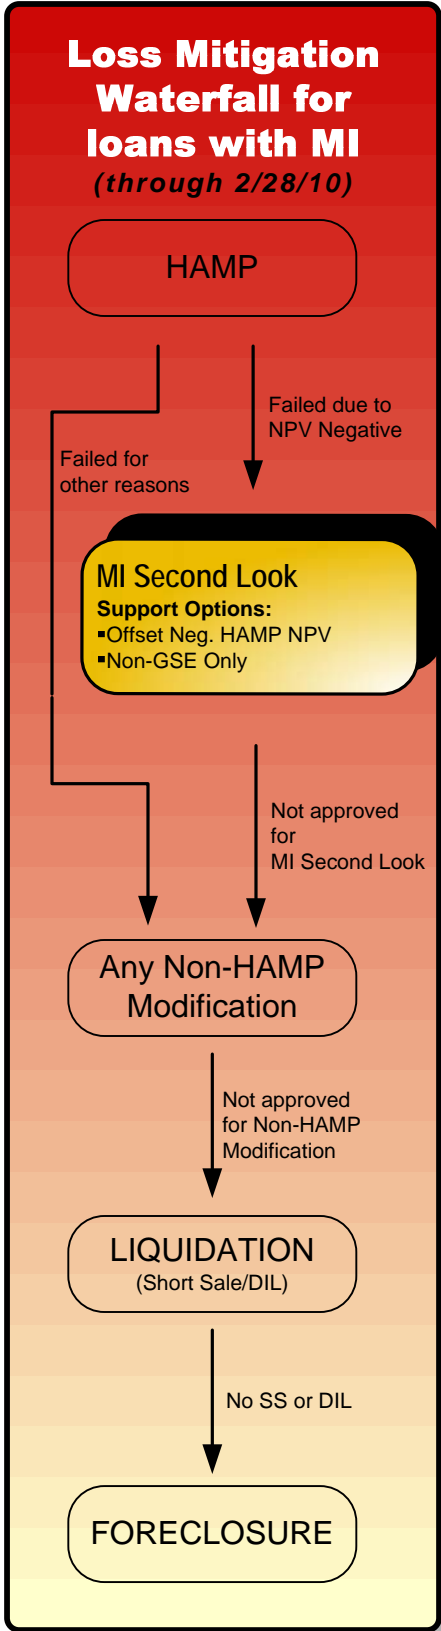 Loss Mitigation
Waterfall for
loans with MI
(through 2/28/10)
HAMP
Failed due to
NPV Negative
Failed for
other reasons
MI Second Look
Support Options:
▪Offset Neg. HAMP NPV
▪Non-GSE Only
Not approved
for
MI Second Look
Any Non-HAMP
Modification
Not approved
for Non-HAMP
Modification
LIQUIDATION
(Short Sale/DIL)
No SS or DIL
FORECLOSURE